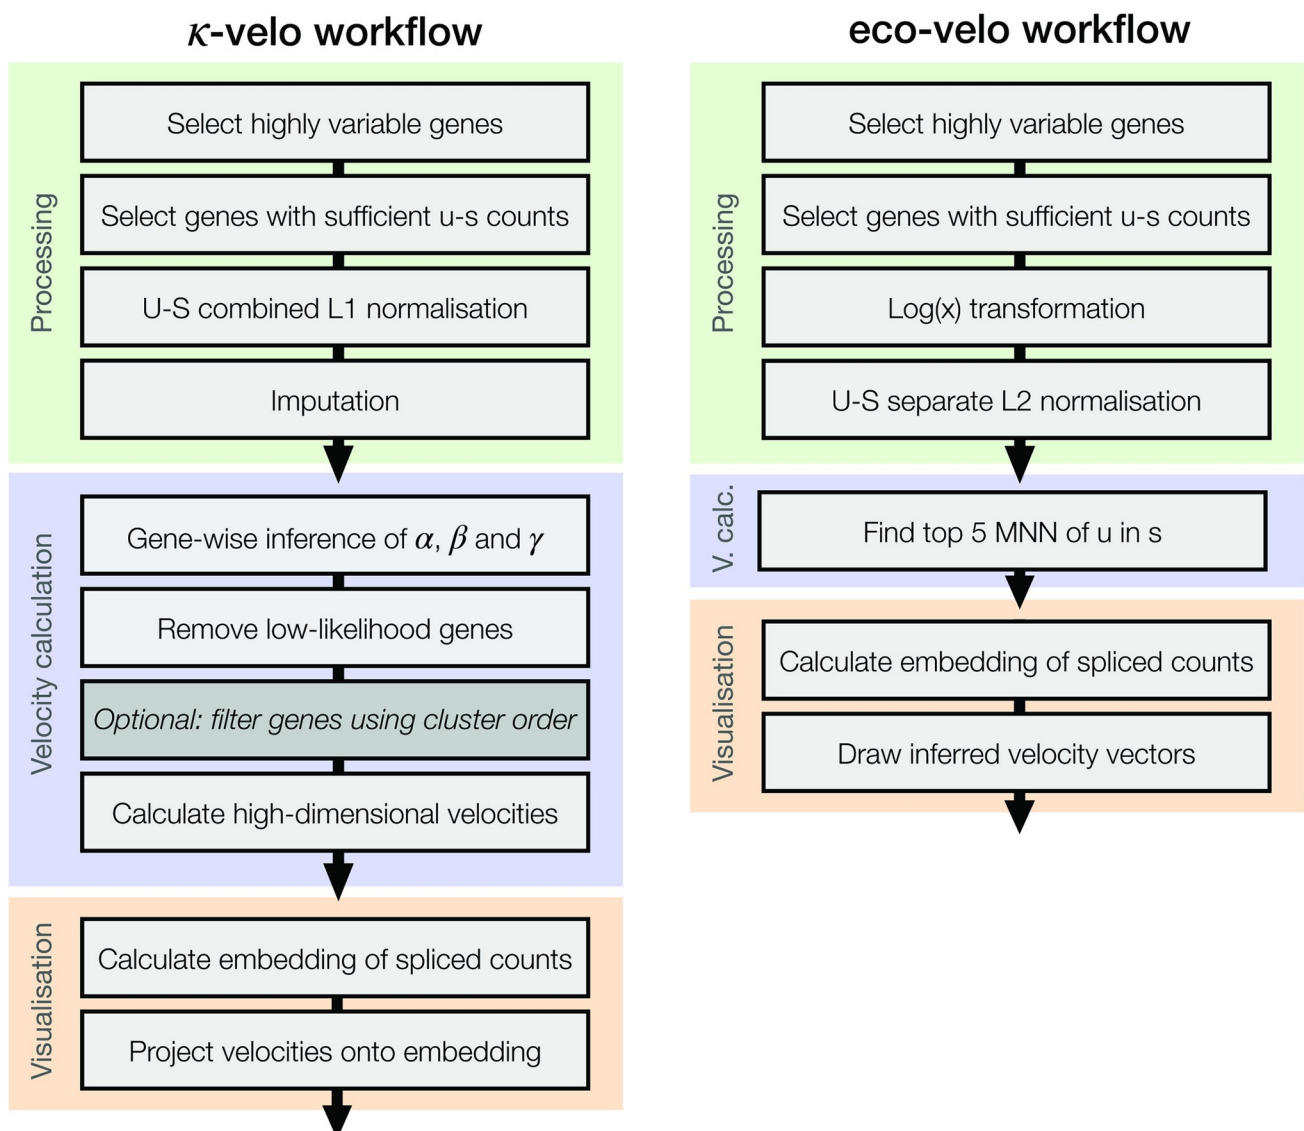 κ-velo workflow
Processing
Select highly variable genes
Select genes with sufficient u-s counts
U-S combined L1 normalisation
Imputation
Velocity calculation
Gene-wise inference of α, β and γ
Remove low-likelihood genes
Optional: filter genes using cluster order
Calculate high-dimensional velocities
Visualisation
Calculate embedding of spliced counts
Project velocities onto embedding
eco-velo workflow
Processing
Select highly variable genes
Select genes with sufficient u-s counts
Log(x) transformation
U-S separate L2 normalisation
V. calc.
Find top 5 MNN of u in s
Visualisation
Calculate embedding of spliced counts
Draw inferred velocity vectors